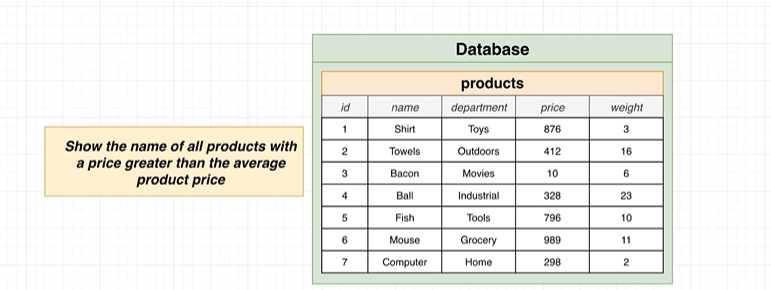 Database
products
id name department price weight
1 Shirt Toys 876 3
2 Towels Outdoors 412 16
3 Bacon Movies 10 6
4 Ball Industrial 328 23
5 Fish Tools 796 10
6 Mouse Grocery 989 11
7 Computer Home 298 2
Show the name of all products with
a price greater than the average
product price